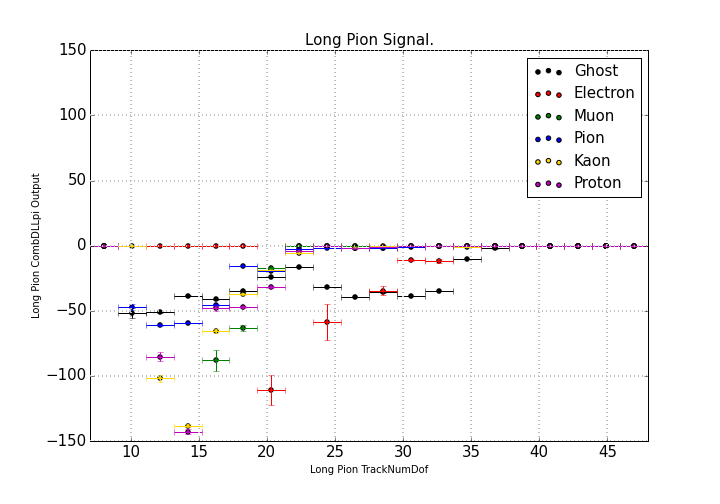 Long Pion Signal.
150
100
50
0
−50
−100
−150
Long Pion CombDLLpi Output
Ghost
Electron
Muon
Pion
Kaon
Proton
10
15
20
25
30
35
40
45
Long Pion TrackNumDof